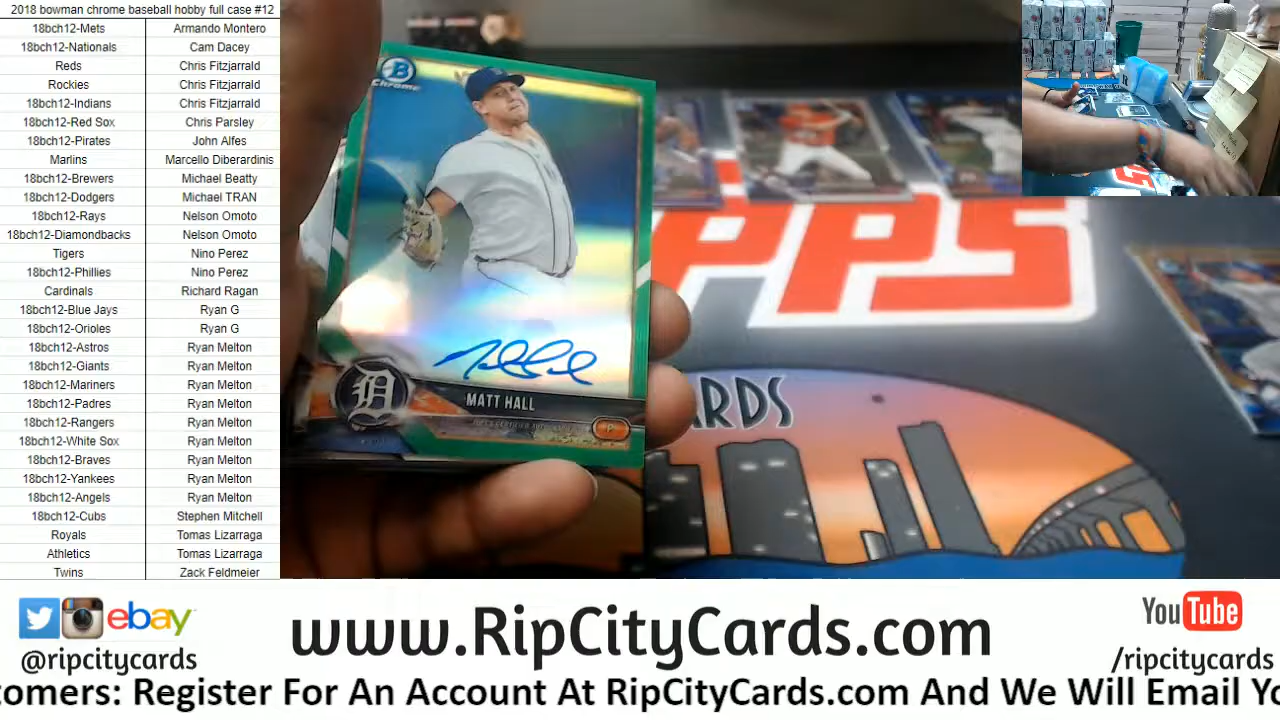 2018 bowman chrome baseball hobby full case #12
18bch12-Mets Armando Montero
18bch12-Nationals Cam Dacey
Reds Chris Fitzjarrald
Rockies Chris Fitzjarrald
18bch12-Indians Chris Fitzjarrald
18bch12-Red Sox Chris Parsley
18bch12-Pirates John Alfes
Marlins Marcello Diberardinis
18bch12-Brewers Michael Beatty
18bch12-Dodgers Michael TRAN
18bch12-Rays Nelson Omoto
18bch12-Diamondbacks Nelson Omoto
Tigers Nino Perez
18bch12-Phillies Nino Perez
Cardinals Richard Ragan
18bch12-Blue Jays Ryan G
18bch12-Orioles Ryan G
18bch12-Astros Ryan Melton
18bch12-Giants Ryan Melton
18bch12-Mariners Ryan Melton
18bch12-Padres Ryan Melton
18bch12-Rangers Ryan Melton
18bch12-White Sox Ryan Melton
18bch12-Braves Ryan Melton
18bch12-Yankees Ryan Melton
18bch12-Angels Ryan Melton
18bch12-Cubs Stephen Mitchell
Royals Tomas Lizarraga
Athletics Tomas Lizarraga
Twins Zack Feldmeier
B
Chrome
D
MATT HALL
P
PPS
ARDS
ebay
@ripcitycards
www.RipCityCards.com
YouTube
/ripcitycards
tomers: Register For An Account At RipCityCards.com And We Will Email Yo